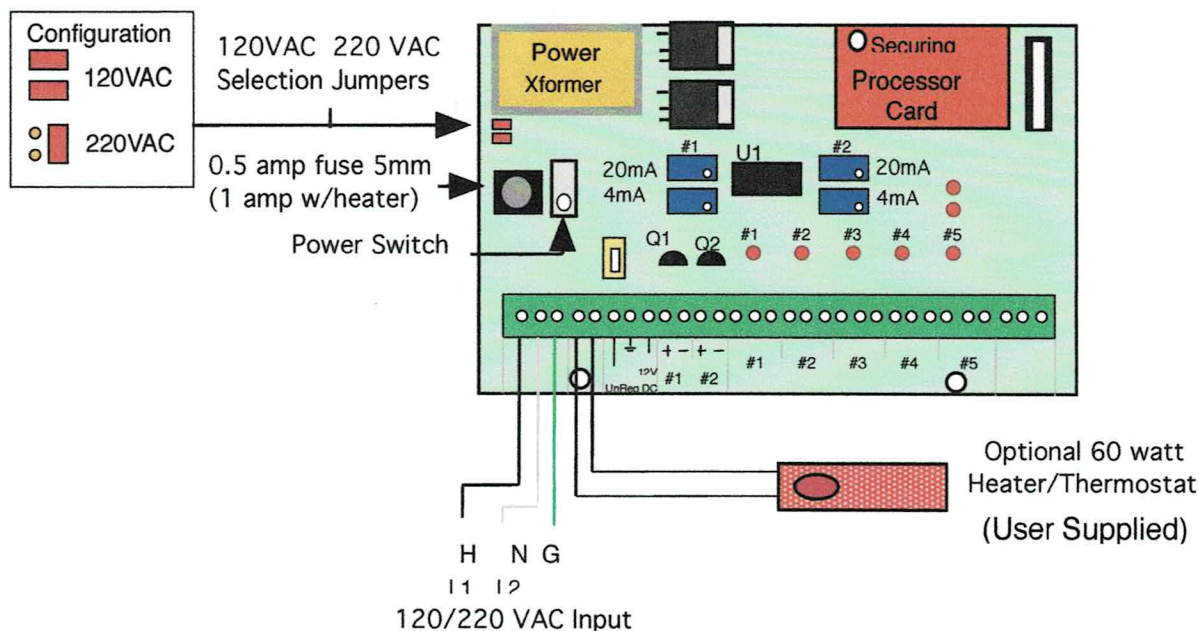 Configuration
120VAC
220VAC
120VAC 220 VAC
Selection Jumpers
0.5 amp fuse 5mm
(1 amp w/heater)
Power Switch
Power
Xformer
Securing
Processor
Card
#1
U1
#2
20mA
20mA
4mA
4mA
Q1
Q2
#1
#2
#3
#4
#5
+ - + -
12V
UnReg DC
#1
#2
#1
#2
#3
#4
#5
Optional 60 watt
Heater/Thermostat
(User Supplied)
H N G
L1 L2
120/220 VAC Input